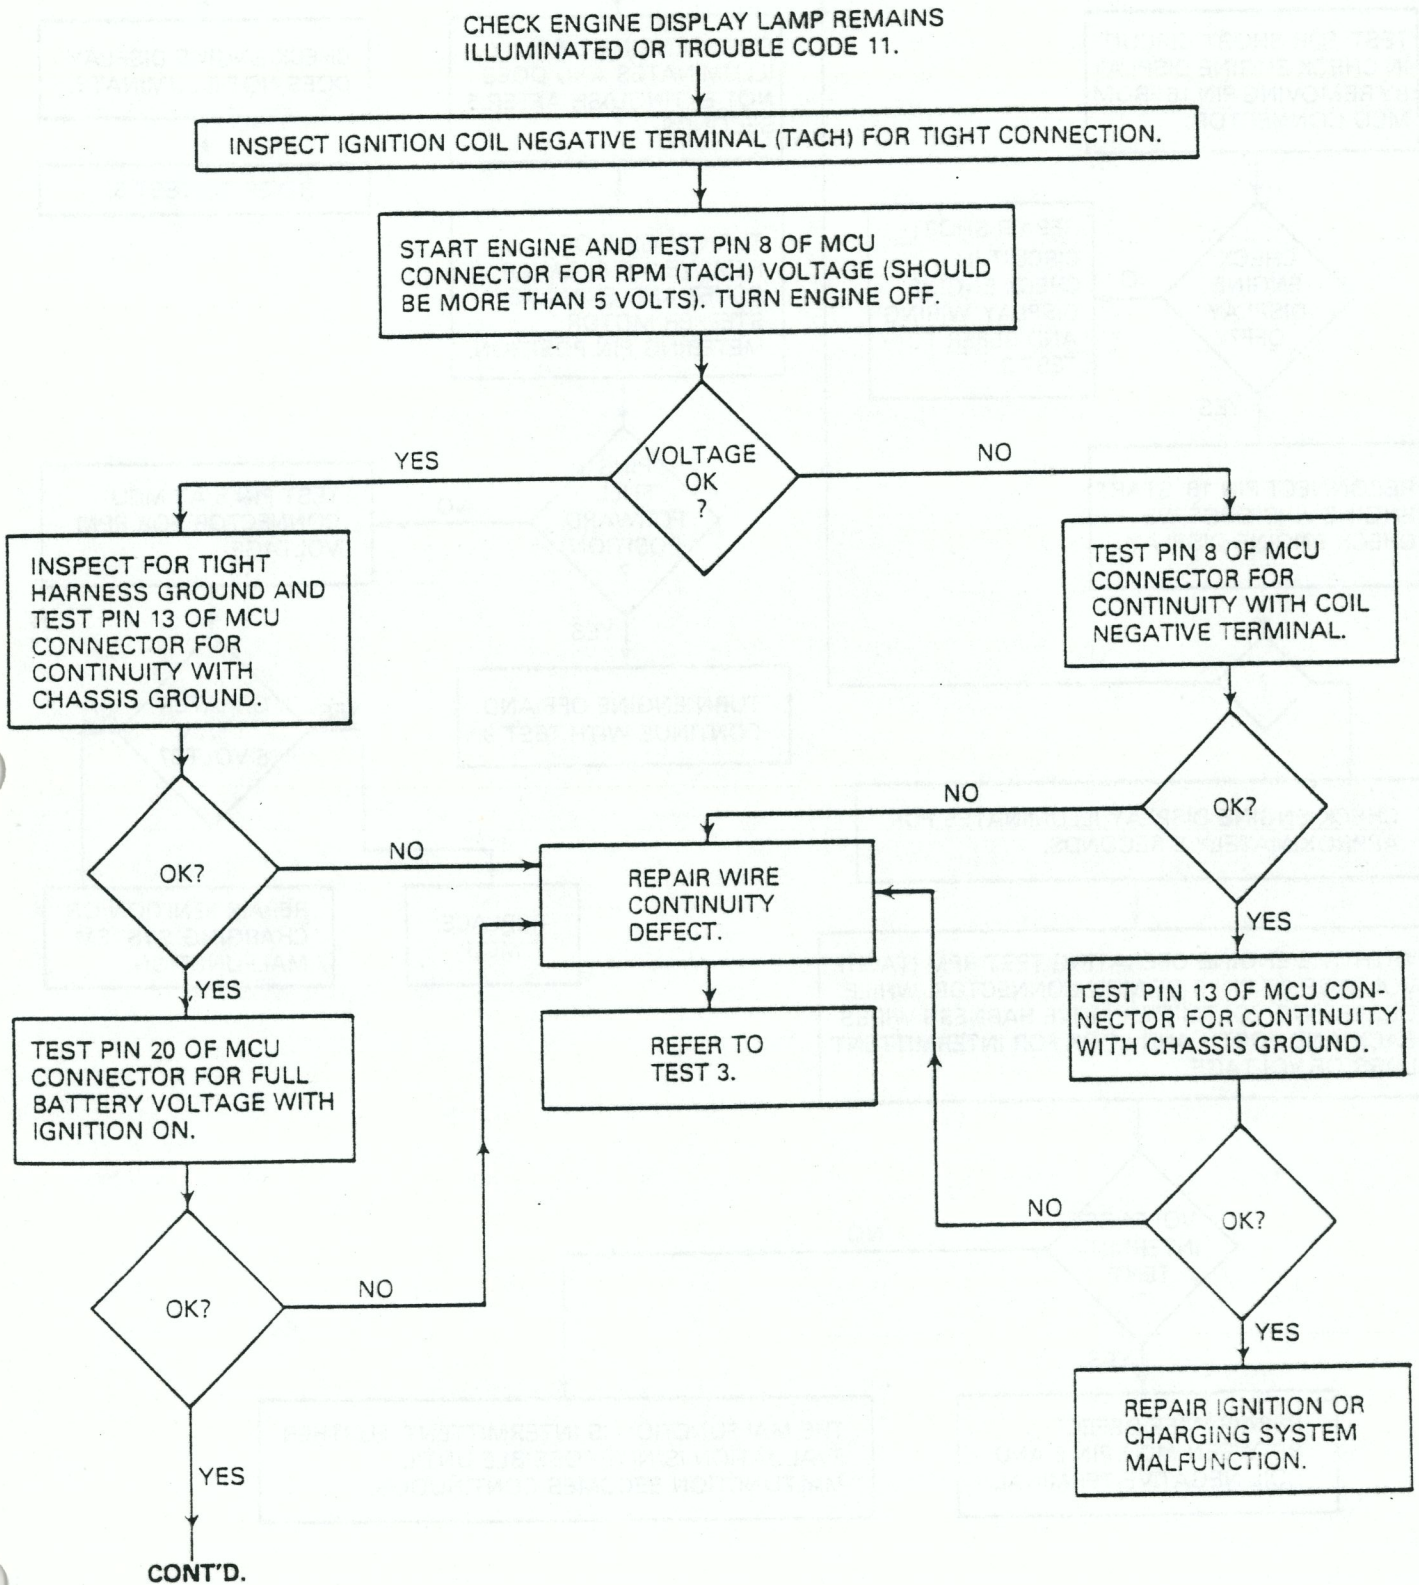 CHECK ENGINE DISPLAY LAMP REMAINS
ILLUMINATED OR TROUBLE CODE 11.
INSPECT IGNITION COIL NEGATIVE TERMINAL (TACH) FOR TIGHT CONNECTION.
START ENGINE AND TEST PIN 8 OF MCU
CONNECTOR FOR RPM (TACH) VOLTAGE (SHOULD
BE MORE THAN 5 VOLTS). TURN ENGINE OFF.
VOLTAGE
OK
?
YES
NO
INSPECT FOR TIGHT
HARNESS GROUND AND
TEST PIN 13 OF MCU
CONNECTOR FOR
CONTINUITY WITH
CHASSIS GROUND.
TEST PIN 8 OF MCU
CONNECTOR FOR
CONTINUITY WITH COIL
NEGATIVE TERMINAL.
OK?
NO
YES
OK?
NO
YES
REPAIR WIRE
CONTINUITY
DEFECT.
REFER TO
TEST 3.
TEST PIN 20 OF MCU
CONNECTOR FOR FULL
BATTERY VOLTAGE WITH
IGNITION ON.
TEST PIN 13 OF MCU CON-
NECTOR FOR CONTINUITY
WITH CHASSIS GROUND.
OK?
NO
YES
OK?
NO
YES
REPAIR IGNITION OR
CHARGING SYSTEM
MALFUNCTION.
CONT'D.